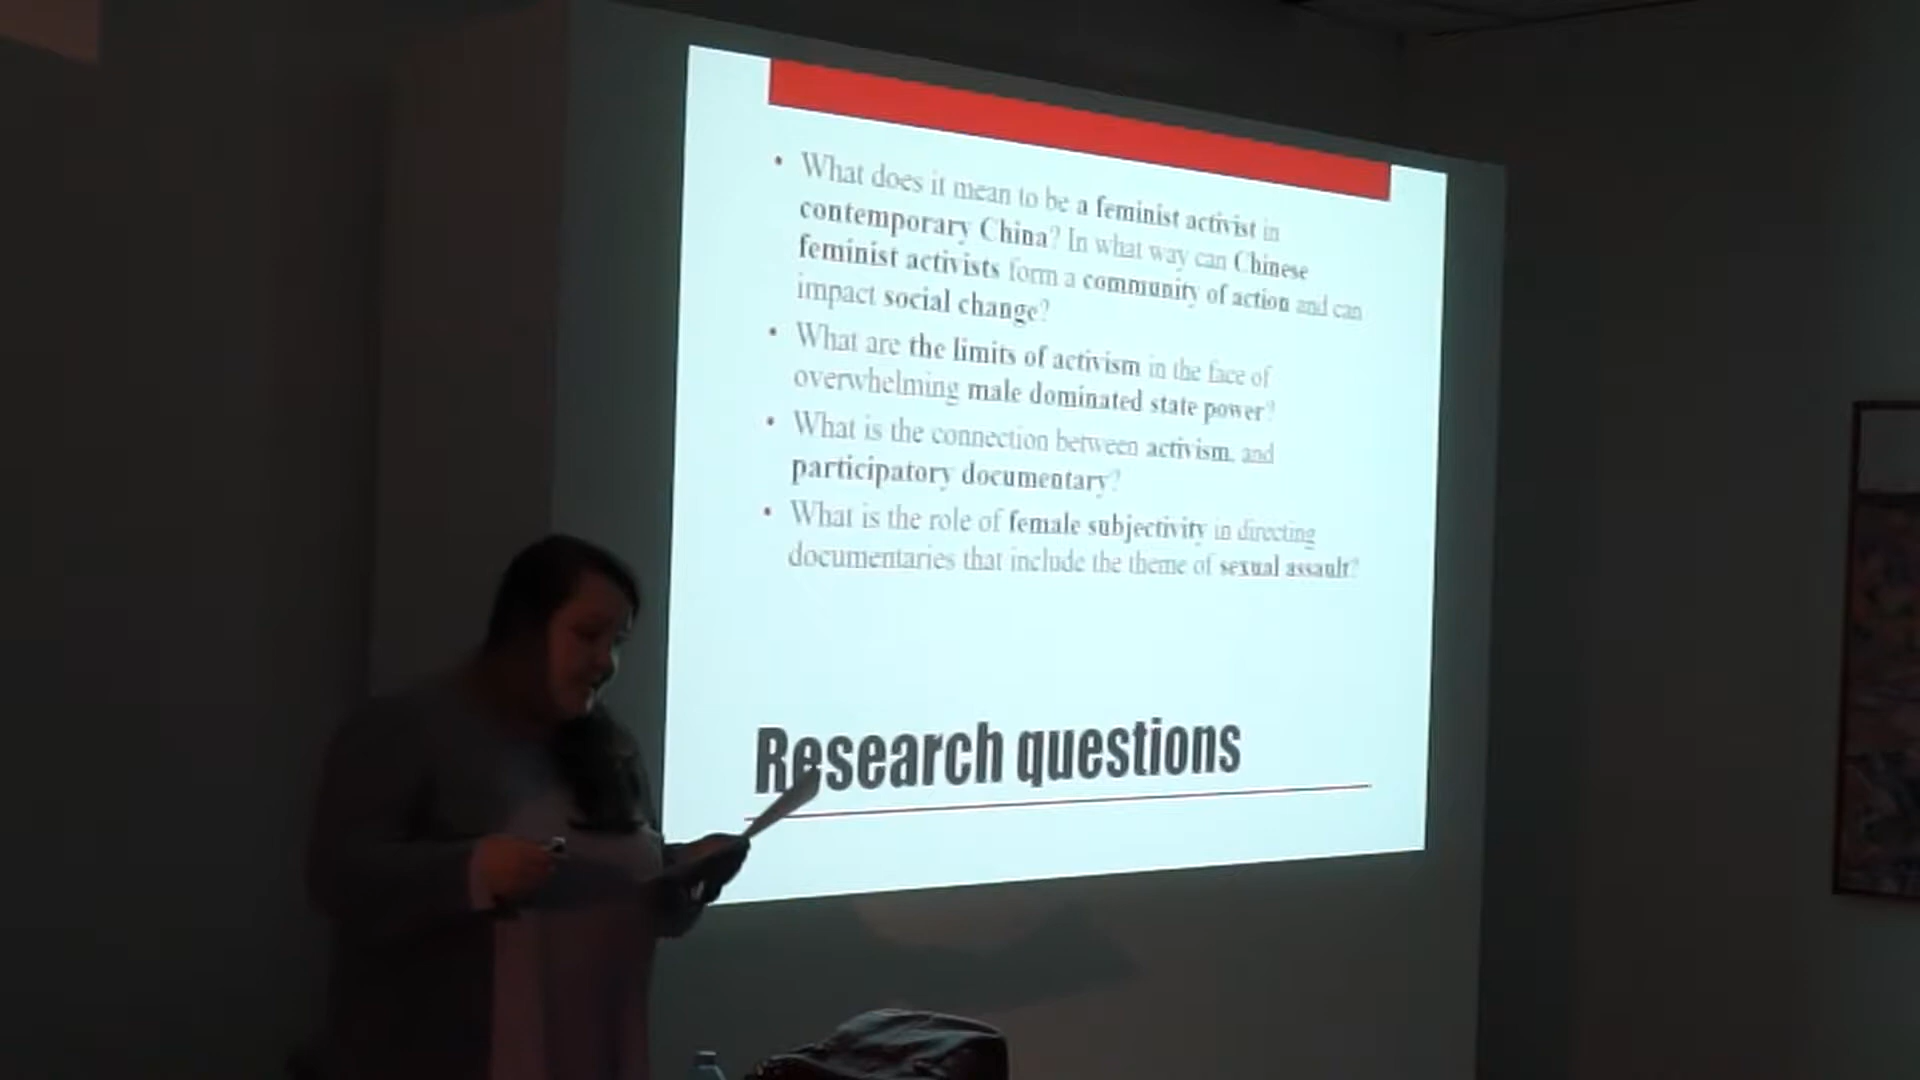 • What does it mean to be a feminist activist in
contemporary China? In what way can Chinese
feminist activists form a community of action and can
impact social change?
• What are the limits of activism in the face of
overwhelming male dominated state power?
• What is the connection between activism, and
participatory documentary?
• What is the role of female subjectivity in directing
documentaries that include the theme of sexual assault?
Research questions